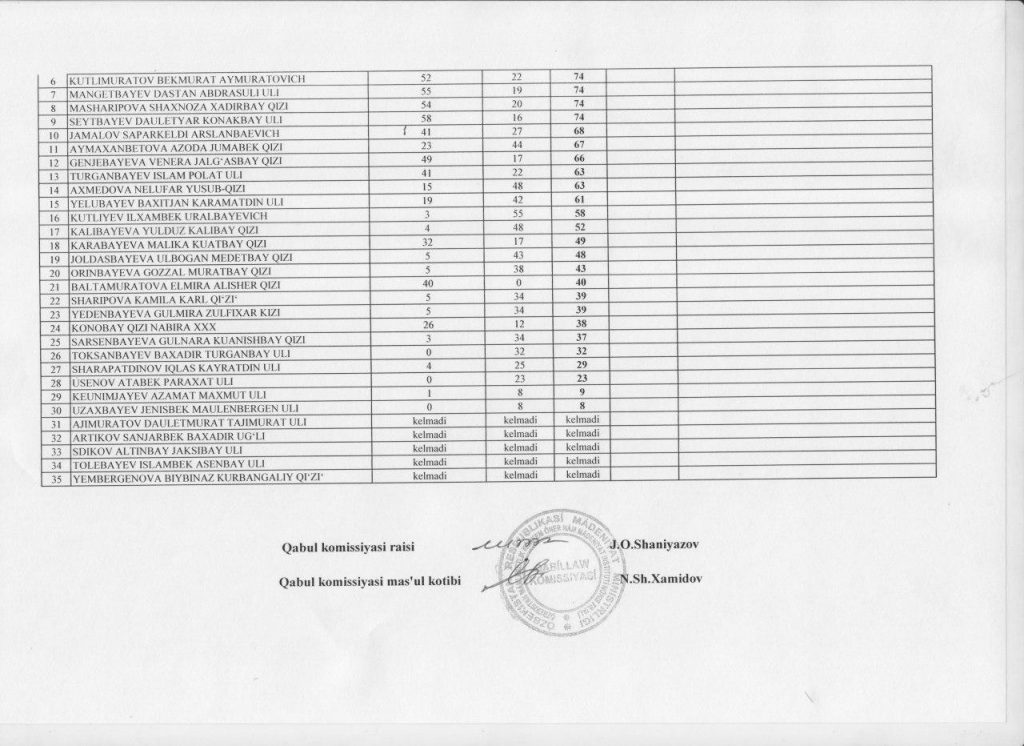 6 KUTLIMURATOV BEKMURAT AYMURATOVICH 52 22 74
7 MANGETBAYEV DASTAN ABDRASULI ULI 55 19 74
8 MASHARIPOVA SHAXNOZA XADIRBAY QIZI 54 20 74
9 SEYTBAYEV DAULETYAR KONAKBAY ULI 58 16 74
10 JAMALOV SAPARKELDI ARSLANBAEVICH 41 27 68
11 AYMAXANBETOVA AZODA JUMABEK QIZI 23 44 67
12 GENJEBAYEVA VENERA JALG‘ASBAY QIZI 49 17 66
13 TURGANBAYEV ISLAM POLAT ULI 41 22 63
14 AXMEDOVA NELUFAR YUSUB-QIZI 15 48 63
15 YELUBAYEV BAXITJAN KARAMATDIN ULI 19 42 61
16 KUTLIYEV ILXAMBEK URALBAYEVICH 3 55 58
17 KALIBAYEVA YULDUZ KALIBAY QIZI 4 48 52
18 KARABAYEVA MALIKA KUATBAY QIZI 32 17 49
19 JOLDASBAYEVA ULBOGAN MEDETBAY QIZI 5 43 48
20 ORINBAYEVA GOZZAL MURATBAY QIZI 5 38 43
21 BALTAMURATOVA ELMIRA ALISHER QIZI 40 0 40
22 SHARIPOVA KAMILA KARL QI‘ZI‘ 5 34 39
23 YEDENBAYEVA GULMIRA ZULFIXAR KIZI 5 34 39
24 KONOBAY QIZI NABIRA XXX 26 12 38
25 SARSENBAYEVA GULNARA KUANISHBAY QIZI 3 34 37
26 TOKSANBAYEV BAXADIR TURGANBAY ULI 0 32 32
27 SHARAPATDINOV IQLAS KAYRATDIN ULI 4 25 29
28 USENOV ATABEK PARAXAT ULI 0 23 23
29 KEUNIMJAYEV AZAMAT MAXMUT ULI 1 8 9
30 UZAXBAYEV JENISBEK MAULENBERGEN ULI 0 8 8
31 AJIMURATOV DAULETMURAT TAJIMURAT ULI kelmadi kelmadi kelmadi
32 ARTIKOV SANJARBEK BAXADIR UG‘LI kelmadi kelmadi kelmadi
33 SDIKOV ALTINBAY JAKSIBAY ULI kelmadi kelmadi kelmadi
34 TOLEBAYEV ISLAMBEK ASENBAY ULI kelmadi kelmadi kelmadi
35 YEMBERGENOVA BIYBINAZ KURBANGALIY QI‘ZI‘ kelmadi kelmadi kelmadi
Qabul komissiyasi raisi J.O.Shaniyazov
Qabul komissiyasi mas'ul kotibi N.Sh.Xamidov
ÓZBEKISTAN RESPUBLIKASI MADENIYAT MINISTRLIGI
KOMISSIYASI